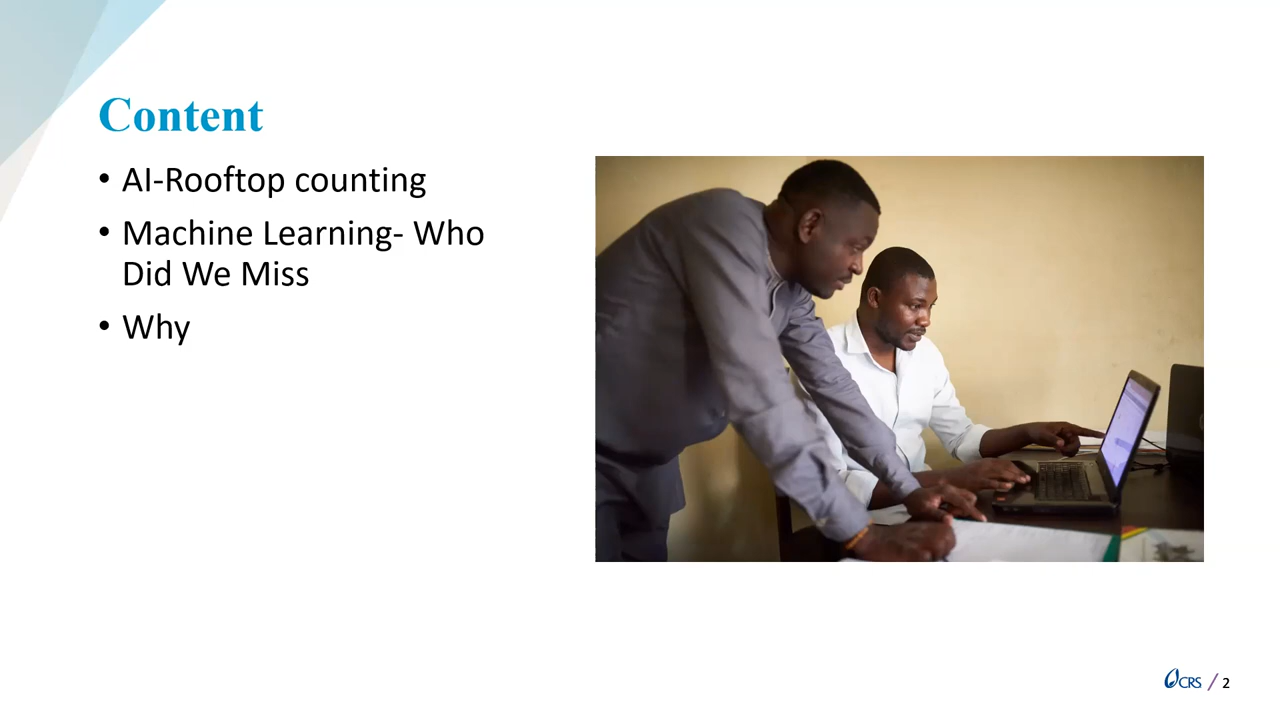 Content
• AI-Rooftop counting
• Machine Learning- Who
Did We Miss
• Why
CRS / 2